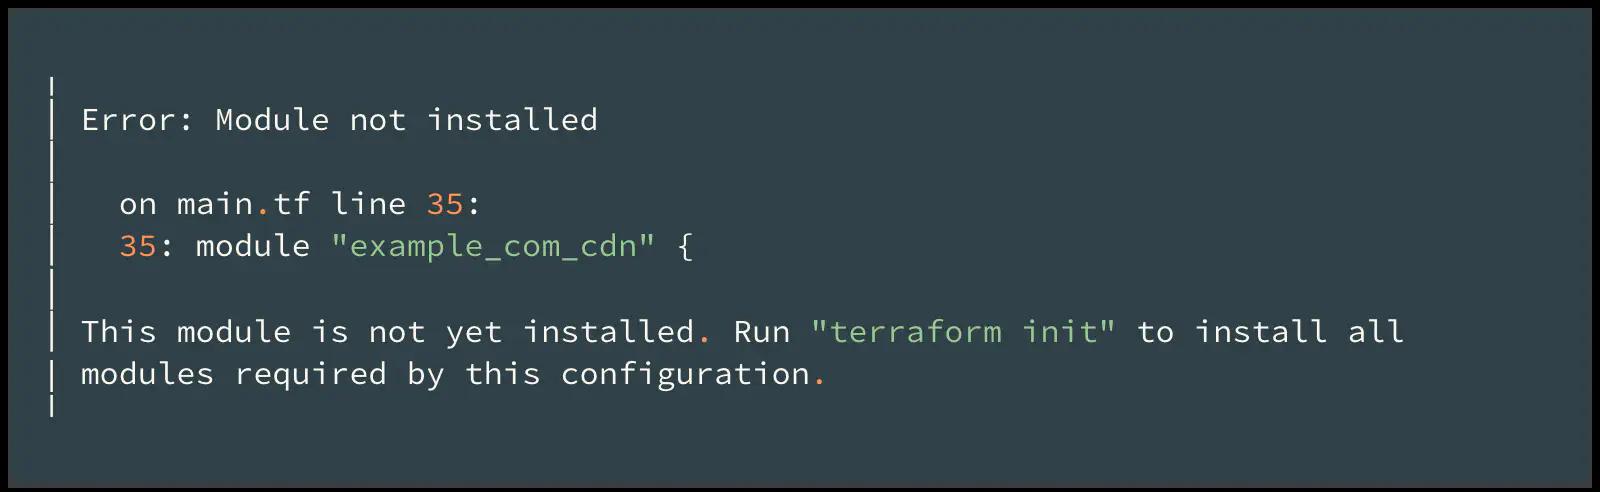 Error: Module not installed
on main.tf line 35:
35: module "example_com_cdn" {
This module is not yet installed. Run "terraform init" to install all
modules required by this configuration.